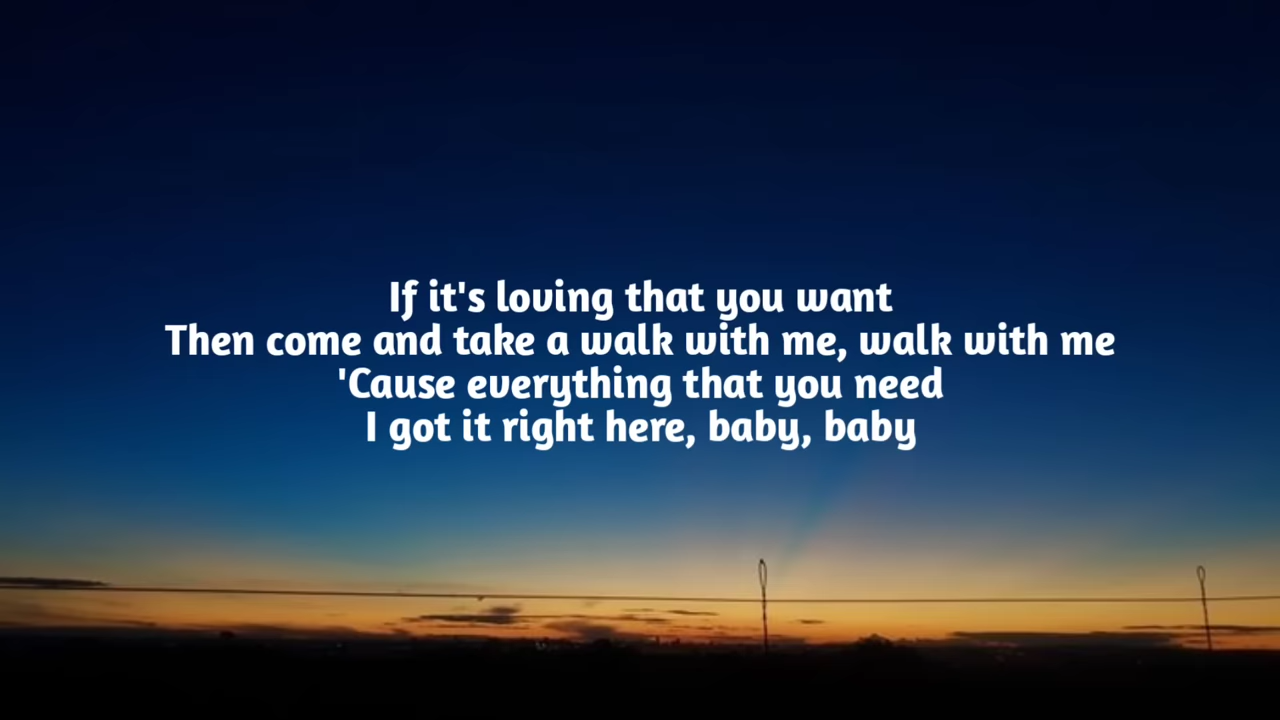 If it's loving that you want
Then come and take a walk with me, walk with me
'Cause everything that you need
I got it right here, baby, baby